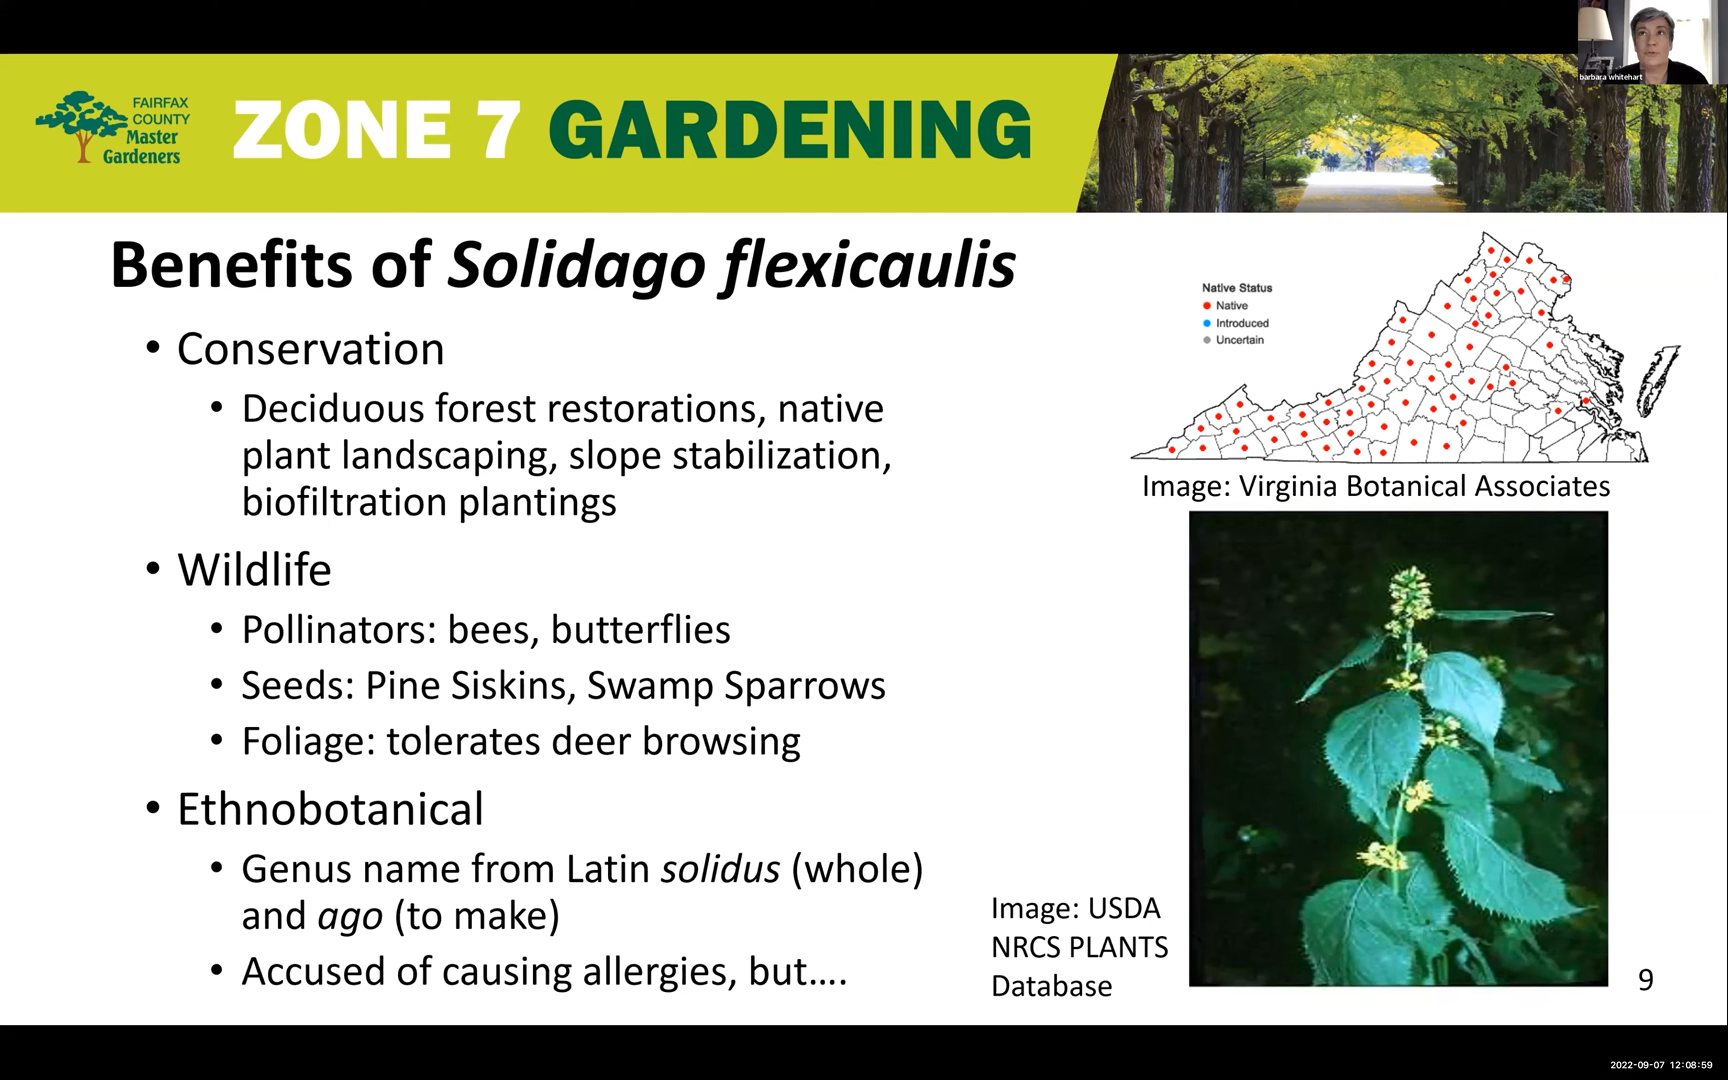 barbara whitehart
FAIRFAX
COUNTY
Master
Gardeners
ZONE 7 GARDENING
Benefits of Solidago flexicaulis
• Conservation
• Deciduous forest restorations, native
plant landscaping, slope stabilization,
biofiltration plantings
• Wildlife
• Pollinators: bees, butterflies
• Seeds: Pine Siskins, Swamp Sparrows
• Foliage: tolerates deer browsing
• Ethnobotanical
• Genus name from Latin solidus (whole)
and ago (to make)
• Accused of causing allergies, but….
Native Status
Native
Introduced
Uncertain
Image: Virginia Botanical Associates
Image: USDA
NRCS PLANTS
Database
9
2022-09-07 12:08:59